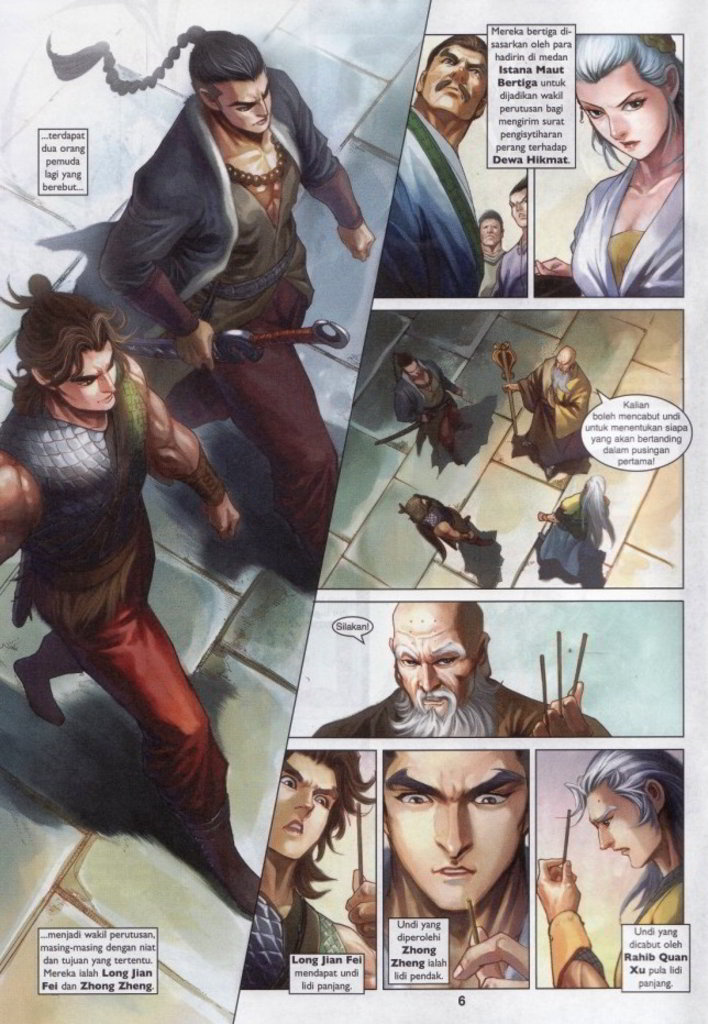 ...terdapat
dua orang
pemuda
lagi yang
berebut...
Mereka bertiga di-
sasarkan oleh para
hadirin di medan
Istana Maut
Bertiga untuk
dijadikan wakil
perutusan bagi
mengirim surat
pengisytiharan
perang terhadap
Dewa Hikmat.
Kalian
boleh mencabut undi
untuk menentukan siapa
yang akan bertanding
dalam pusingan
pertama!
Silakan!
...menjadi wakil perutusan,
masing-masing dengan niat
dan tujuan yang tertentu.
Mereka ialah Long Jian
Fei dan Zhong Zheng.
Long Jian Fei
mendapat undi
lidi panjang.
Undi yang
diperolehi
Zhong
Zheng ialah
lidi pendak.
Undi yang
dicabut oleh
Rahib Quan
Xu pula lidi
panjang.
6